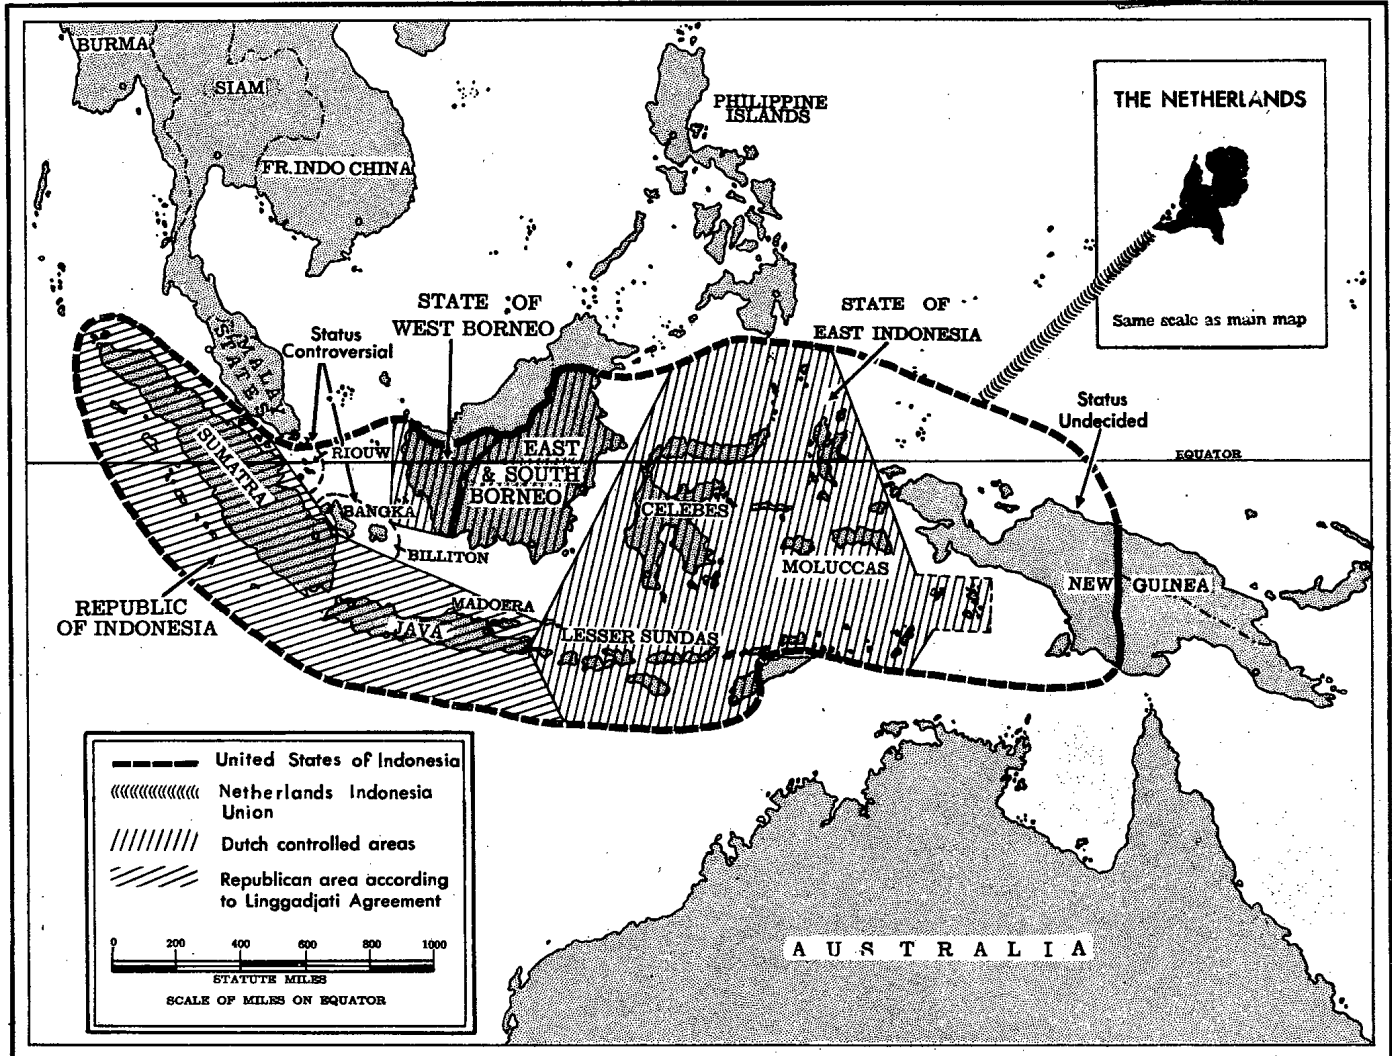 BURMA
SIAM
FR. INDO CHINA
PHILIPPINE
ISLANDS
THE NETHERLANDS
Same scale as main map
STATE OF
WEST BORNEO
STATE OF
EAST INDONESIA
Status
Controversial
MALAY
STATES
Status
Undecided
SUMATRA
RIOUW
EAST
& SOUTH
BORNEO
EQUATOR
BANGKA
CELEBES
BILLITON
MOLUCCAS
NEW GUINEA
REPUBLIC
OF INDONESIA
MADOERA
JAVA
LESSER SUNDAS
United States of Indonesia
Netherlands Indonesia
Union
Dutch controlled areas
Republican area according
to Linggadjati Agreement
0 200 400 600 800 1000
STATUTE MILES
SCALE OF MILES ON EQUATOR
AUSTRALIA